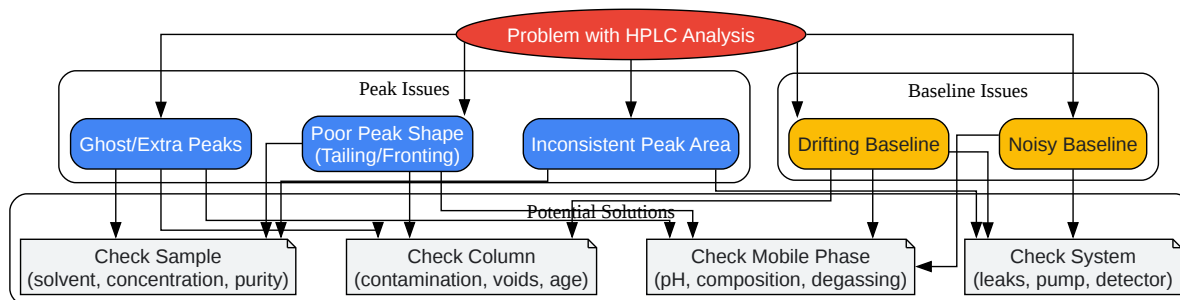 Problem with HPLC Analysis
Peak Issues
Baseline Issues
Ghost/Extra Peaks
Poor Peak Shape
(Tailing/Fronting)
Inconsistent Peak Area
Drifting Baseline
Noisy Baseline
Potential Solutions
Check Sample
(solvent, concentration, purity)
Check Column
(contamination, voids, age)
Check Mobile Phase
(pH, composition, degassing)
Check System
(leaks, pump, detector)